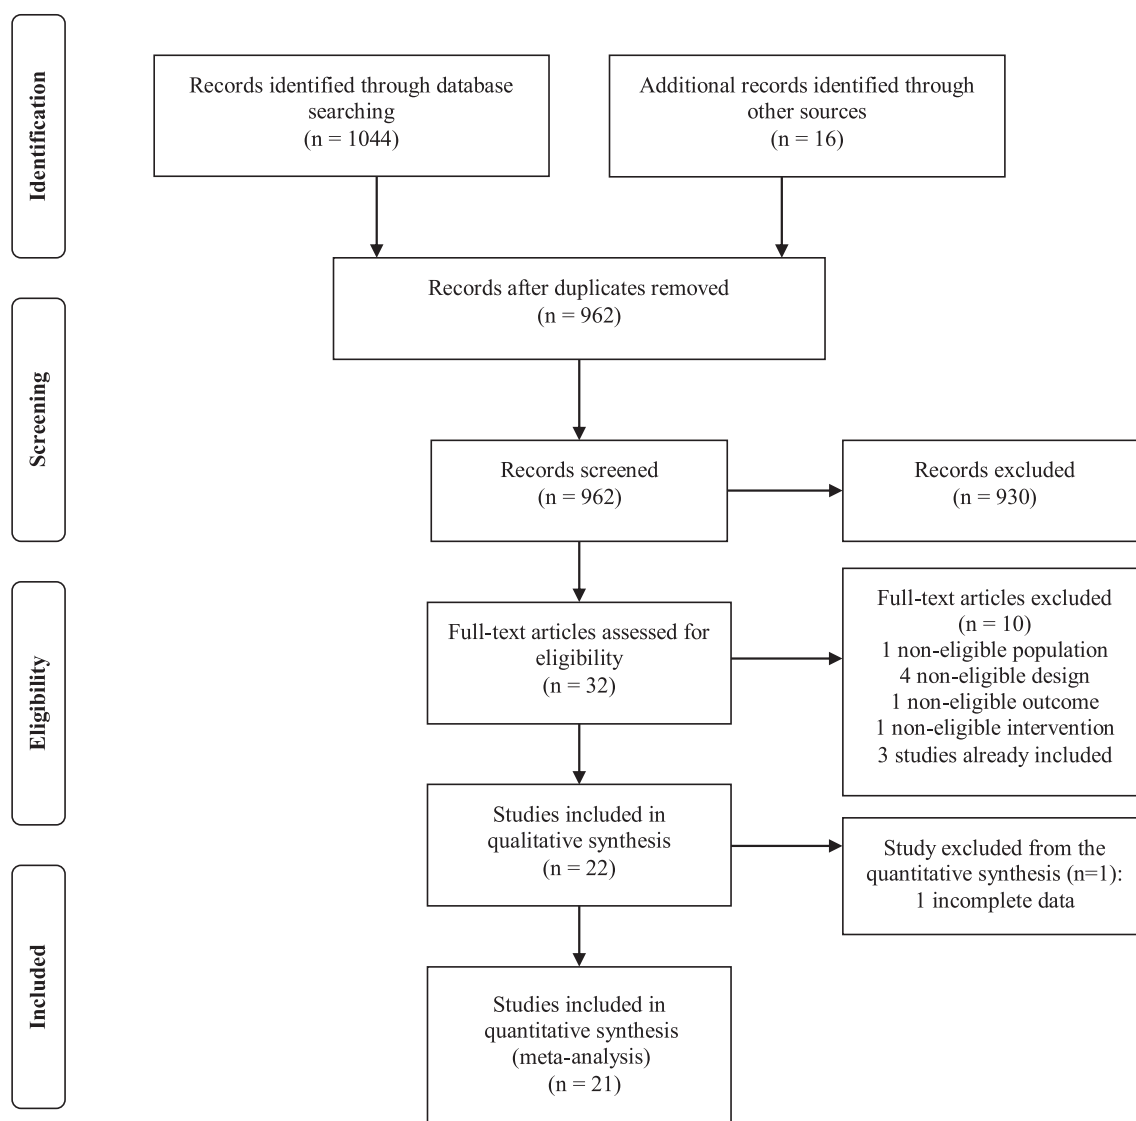 Identification
Records identified through database
searching
(n = 1044)
Additional records identified through
other sources
(n = 16)
Records after duplicates removed
(n = 962)
Screening
Records screened
(n = 962)
Records excluded
(n = 930)
Eligibility
Full-text articles assessed for
eligibility
(n = 32)
Full-text articles excluded
(n = 10)
1 non-eligible population
4 non-eligible design
1 non-eligible outcome
1 non-eligible intervention
3 studies already included
Studies included in
qualitative synthesis
(n = 22)
Study excluded from the
quantitative synthesis (n=1):
1 incomplete data
Included
Studies included in
quantitative synthesis
(meta-analysis)
(n = 21)